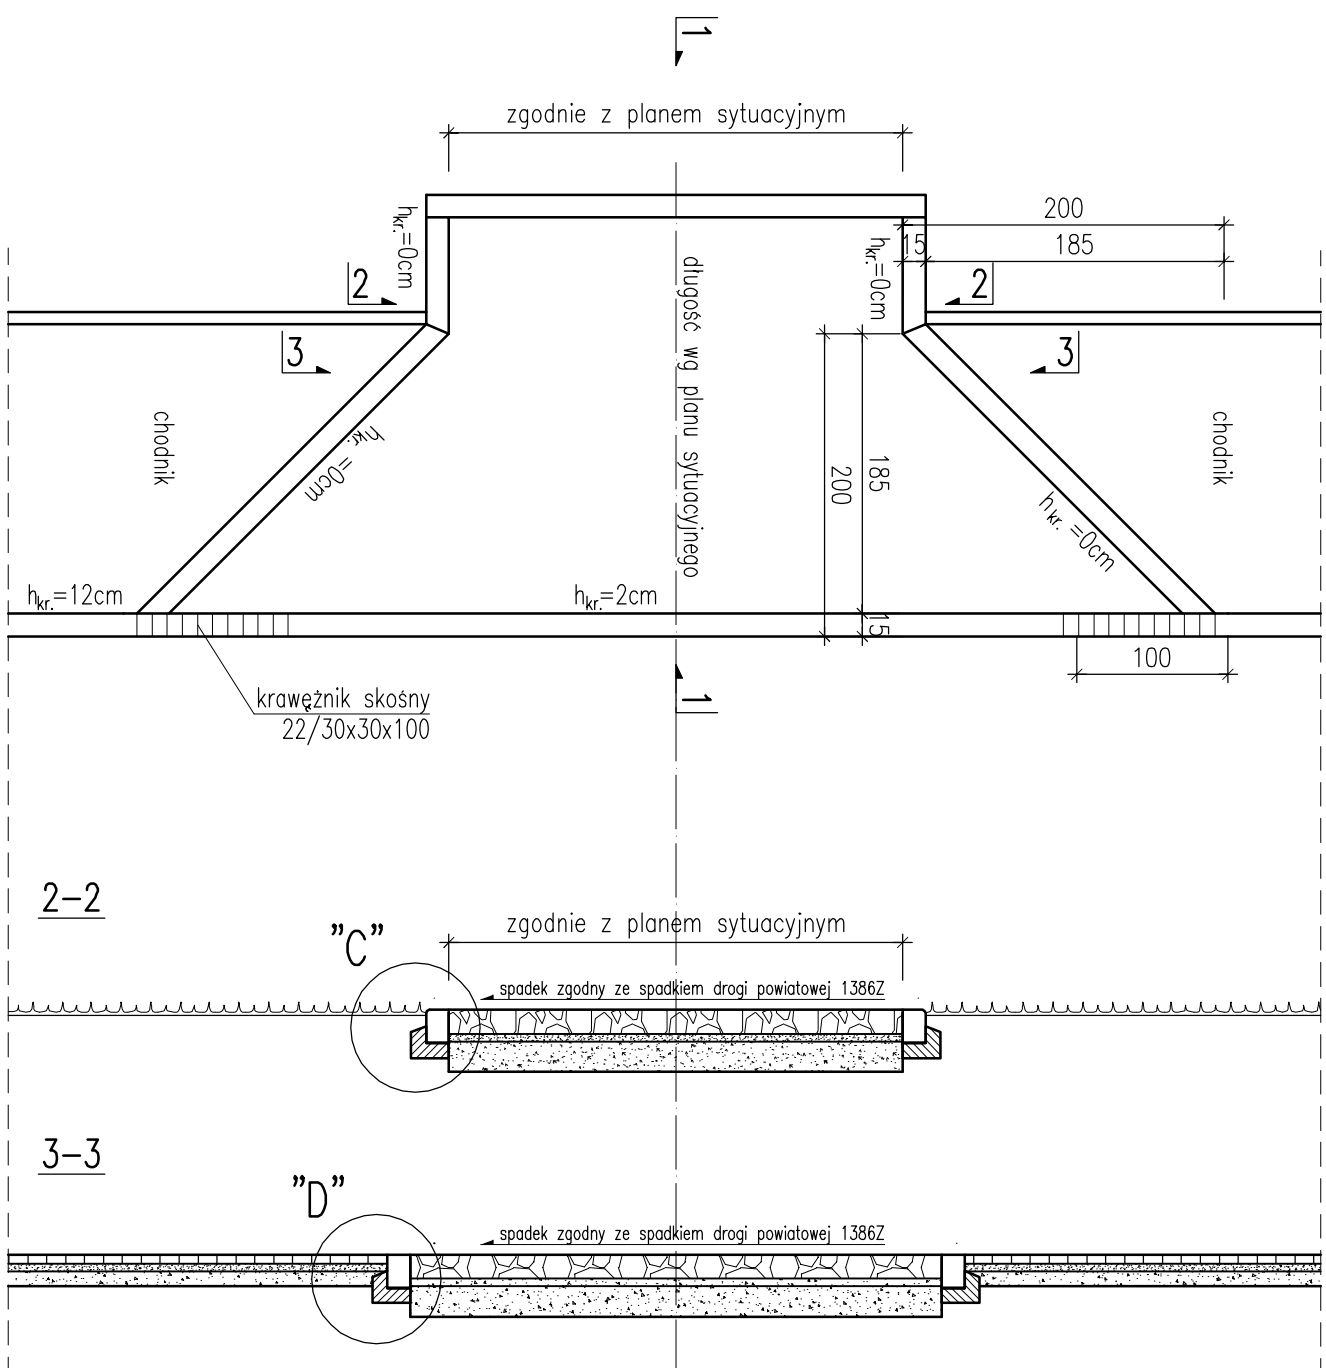 1
zgodnie z planem sytuacyjnym
200
15
185
hkr.=0cm
hkr.=0cm
długość wg planu sytuacyjnego
2
2
3
3
chodnik
chodnik
hkr. =0cm
hkr. =0cm
185
200
15
hkr.=12cm
hkr.=2cm
100
krawężnik skośny
22/30x30x100
1
2-2
"C"
zgodnie z planem sytuacyjnym
spadek zgodny ze spadkiem drogi powiatowej 1386Z
3-3
"D"
spadek zgodny ze spadkiem drogi powiatowej 1386Z